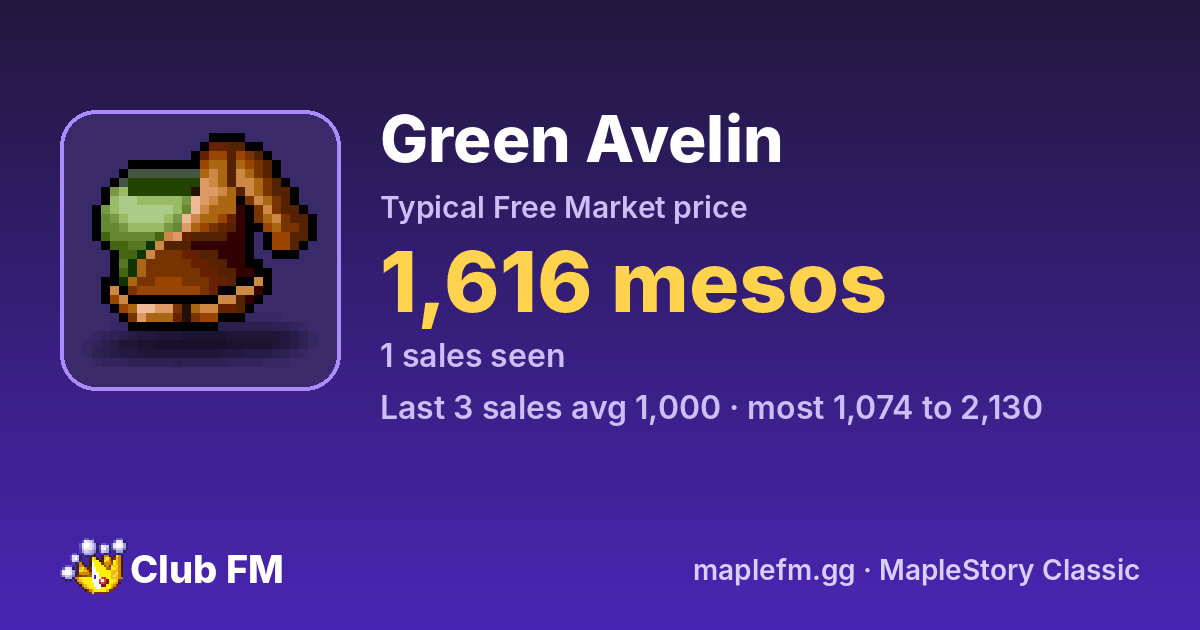 Green Avelin
Typical Free Market price
1,616 mesos
1 sales seen
Last 3 sales avg 1,000 · most 1,074 to 2,130
Club FM
maplefm.gg · MapleStory Classic